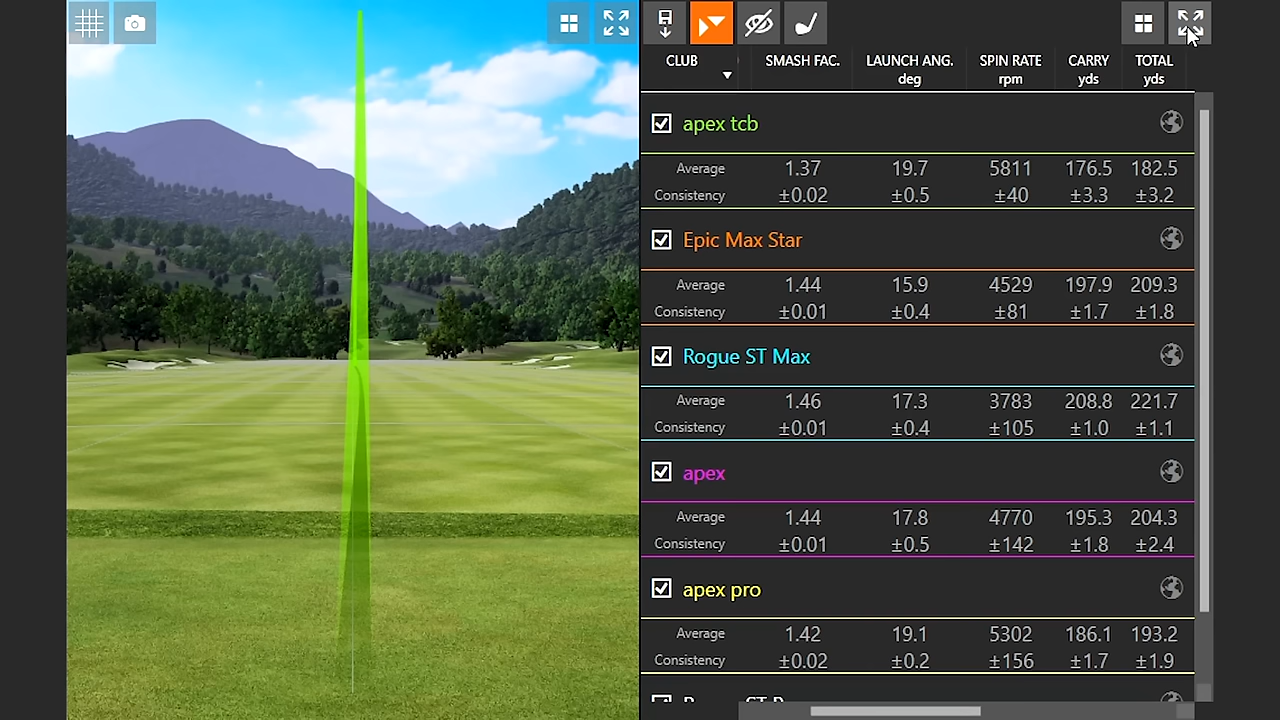 CLUB SMASH FAC. LAUNCH ANG. SPIN RATE CARRY TOTAL
deg rpm yds yds
apex tcb
Average 1.37 19.7 5811 176.5 182.5
Consistency ±0.02 ±0.5 ±40 ±3.3 ±3.2
Epic Max Star
Average 1.44 15.9 4529 197.9 209.3
Consistency ±0.01 ±0.4 ±81 ±1.7 ±1.8
Rogue ST Max
Average 1.46 17.3 3783 208.8 221.7
Consistency ±0.01 ±0.4 ±105 ±1.0 ±1.1
apex
Average 1.44 17.8 4770 195.3 204.3
Consistency ±0.01 ±0.5 ±142 ±1.8 ±2.4
apex pro
Average 1.42 19.1 5302 186.1 193.2
Consistency ±0.02 ±0.2 ±156 ±1.7 ±1.9